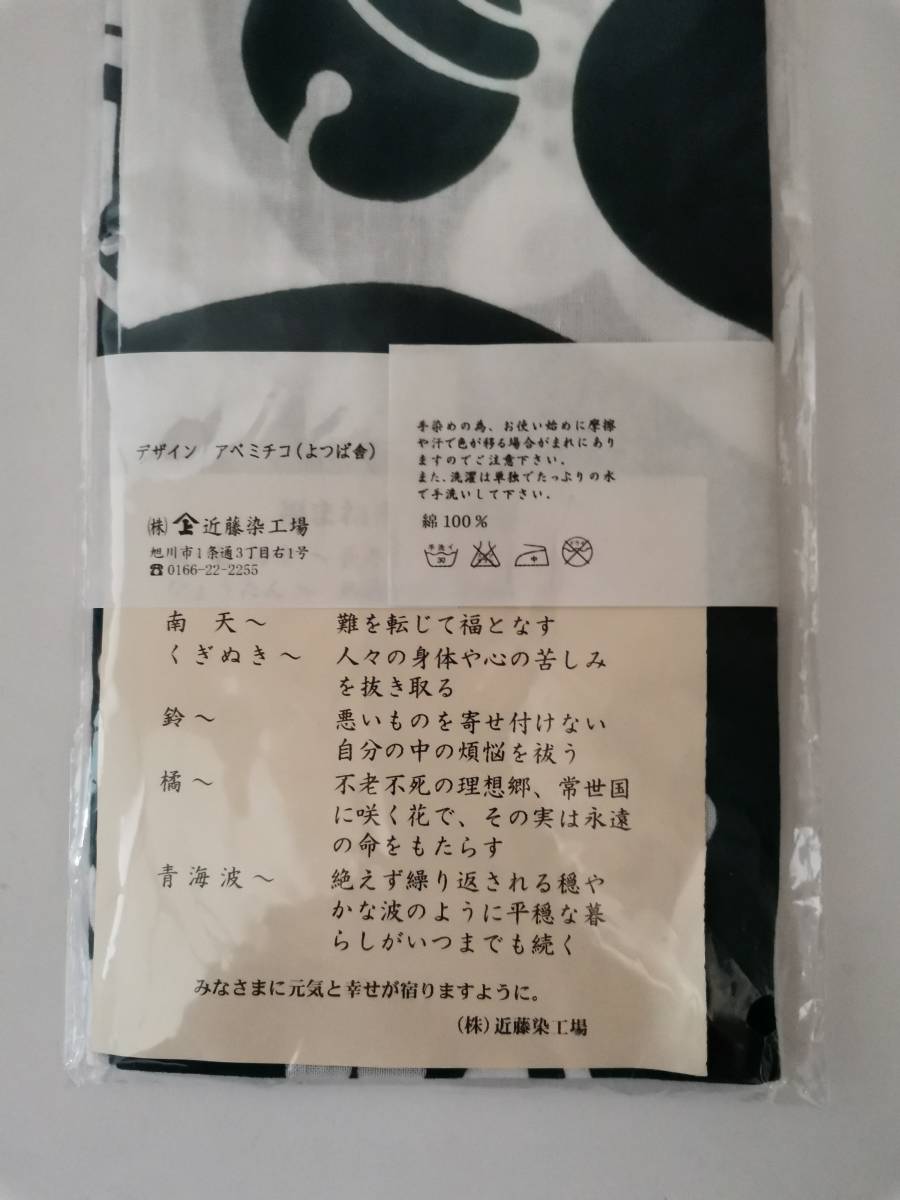 デザイン アベミチコ(よつば舎)
㈱ 近藤染工場
旭川市1条通3丁目右1号
☎0166-22-2255
手染めの為、お使い始めに摩擦
や汗で色が移る場合がまれにあり
ますのでご注意下さい.
また、洗濯は単独でたっぷりの水
で手洗いして下さい.
綿100%
手洗イ
30
中
南 天～ 難を転じて福となす
くぎぬき～ 人々の身体や心の苦しみ
を抜き取る
鈴～ 悪いものを寄せ付けない
自分の中の煩悩を祓う
橘～ 不老不死の理想郷、常世国
に咲く花で、その実は永遠
の命をもたらす
青海波～ 絶えず繰り返される穏や
かな波のように平穏な暮
らしがいつまでも続く
みなさまに元気と幸せが宿りますように。
(株)近藤染工場